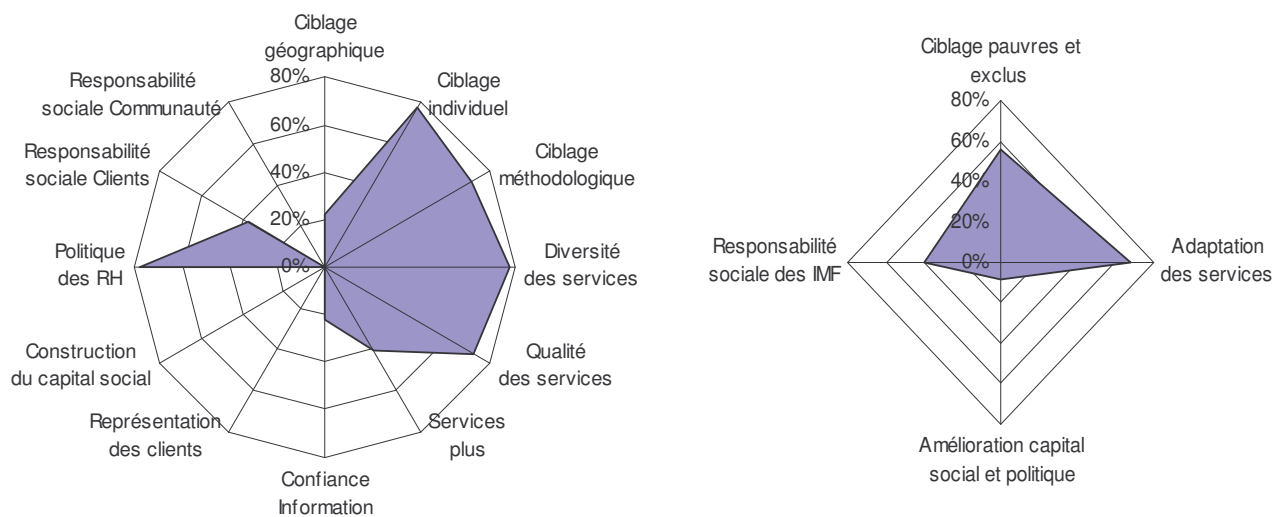 Ciblage
géographique
80%
60%
40%
20%
0%
Ciblage
individuel
Ciblage
méthodologique
Diversité
des services
Qualité
des services
Services
plus
Confiance
Information
Représentation
des clients
Construction
du capital social
Politique
des RH
Responsabilité
sociale Clients
Responsabilité
sociale Communauté
Ciblage pauvres et
exclus
80%
60%
40%
20%
0%
Adaptation
des services
Amélioration capital
social et politique
Responsabilité
sociale des IMF